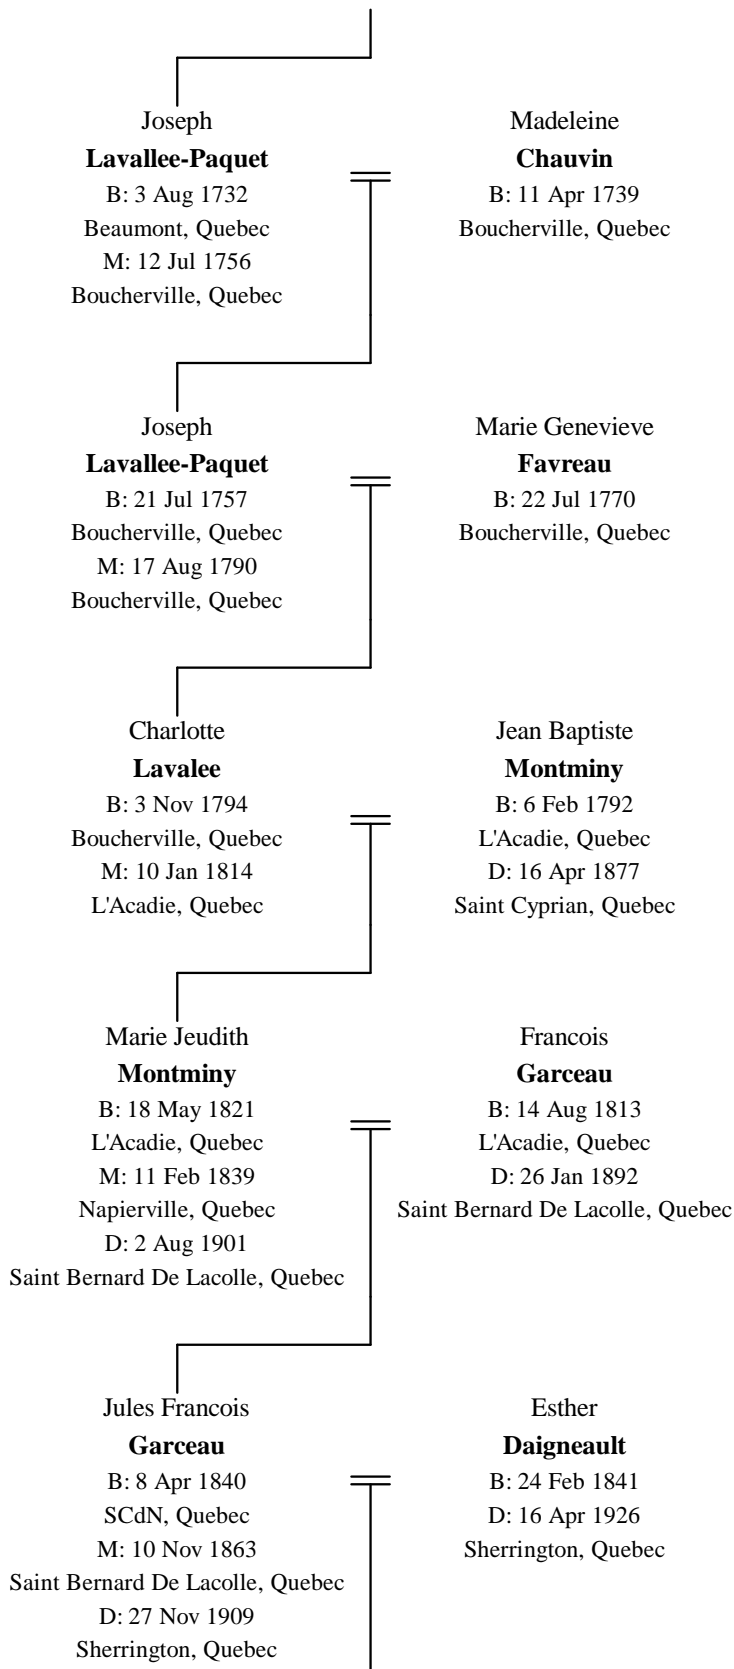 Joseph
Lavallee-Paquet
B: 3 Aug 1732
Beaumont, Quebec
M: 12 Jul 1756
Boucherville, Quebec
Madeleine
Chauvin
B: 11 Apr 1739
Boucherville, Quebec
Joseph
Lavallee-Paquet
B: 21 Jul 1757
Boucherville, Quebec
M: 17 Aug 1790
Boucherville, Quebec
Marie Genevieve
Favreau
B: 22 Jul 1770
Boucherville, Quebec
Charlotte
Lavalee
B: 3 Nov 1794
Boucherville, Quebec
M: 10 Jan 1814
L'Acadie, Quebec
Jean Baptiste
Montminy
B: 6 Feb 1792
L'Acadie, Quebec
D: 16 Apr 1877
Saint Cyprian, Quebec
Marie Jeudith
Montminy
B: 18 May 1821
L'Acadie, Quebec
M: 11 Feb 1839
Napierville, Quebec
D: 2 Aug 1901
Saint Bernard De Lacolle, Quebec
Francois
Garceau
B: 14 Aug 1813
L'Acadie, Quebec
D: 26 Jan 1892
Saint Bernard De Lacolle, Quebec
Jules Francois
Garceau
B: 8 Apr 1840
SCdN, Quebec
M: 10 Nov 1863
Saint Bernard De Lacolle, Quebec
D: 27 Nov 1909
Sherrington, Quebec
Esther
Daigneault
B: 24 Feb 1841
D: 16 Apr 1926
Sherrington, Quebec